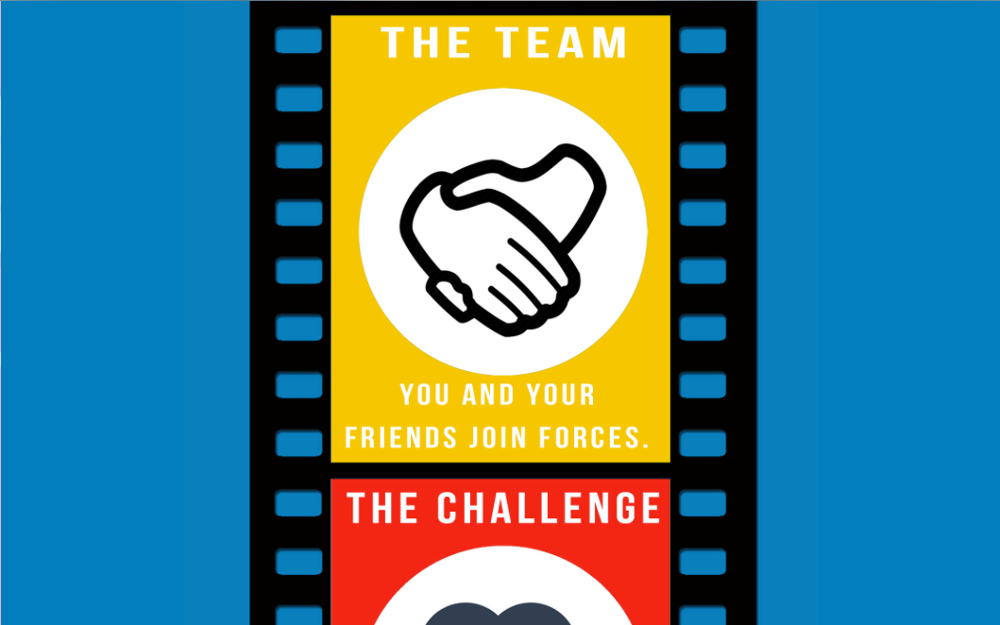 THE TEAM
YOU AND YOUR
FRIENDS JOIN FORCES.
THE CHALLENGE